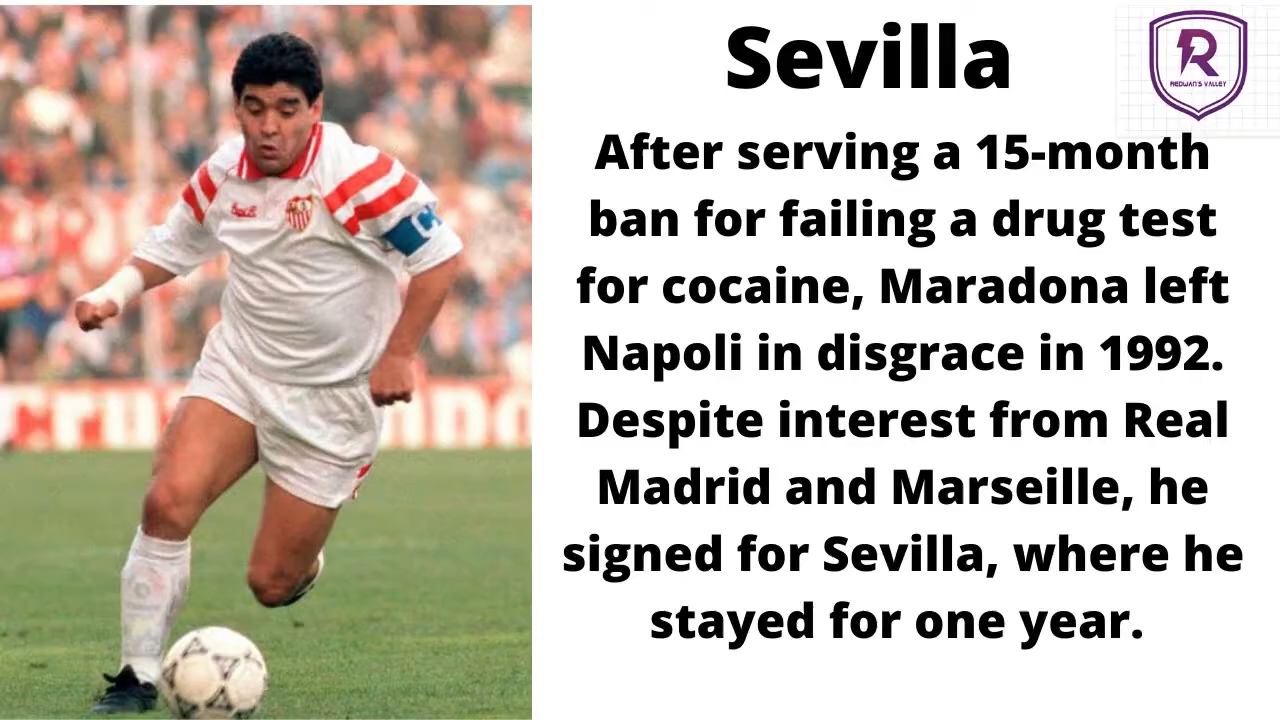 Sevilla
R
REDWAN'S VALLEY
After serving a 15-month
ban for failing a drug test
for cocaine, Maradona left
Napoli in disgrace in 1992.
Despite interest from Real
Madrid and Marseille, he
signed for Sevilla, where he
stayed for one year.